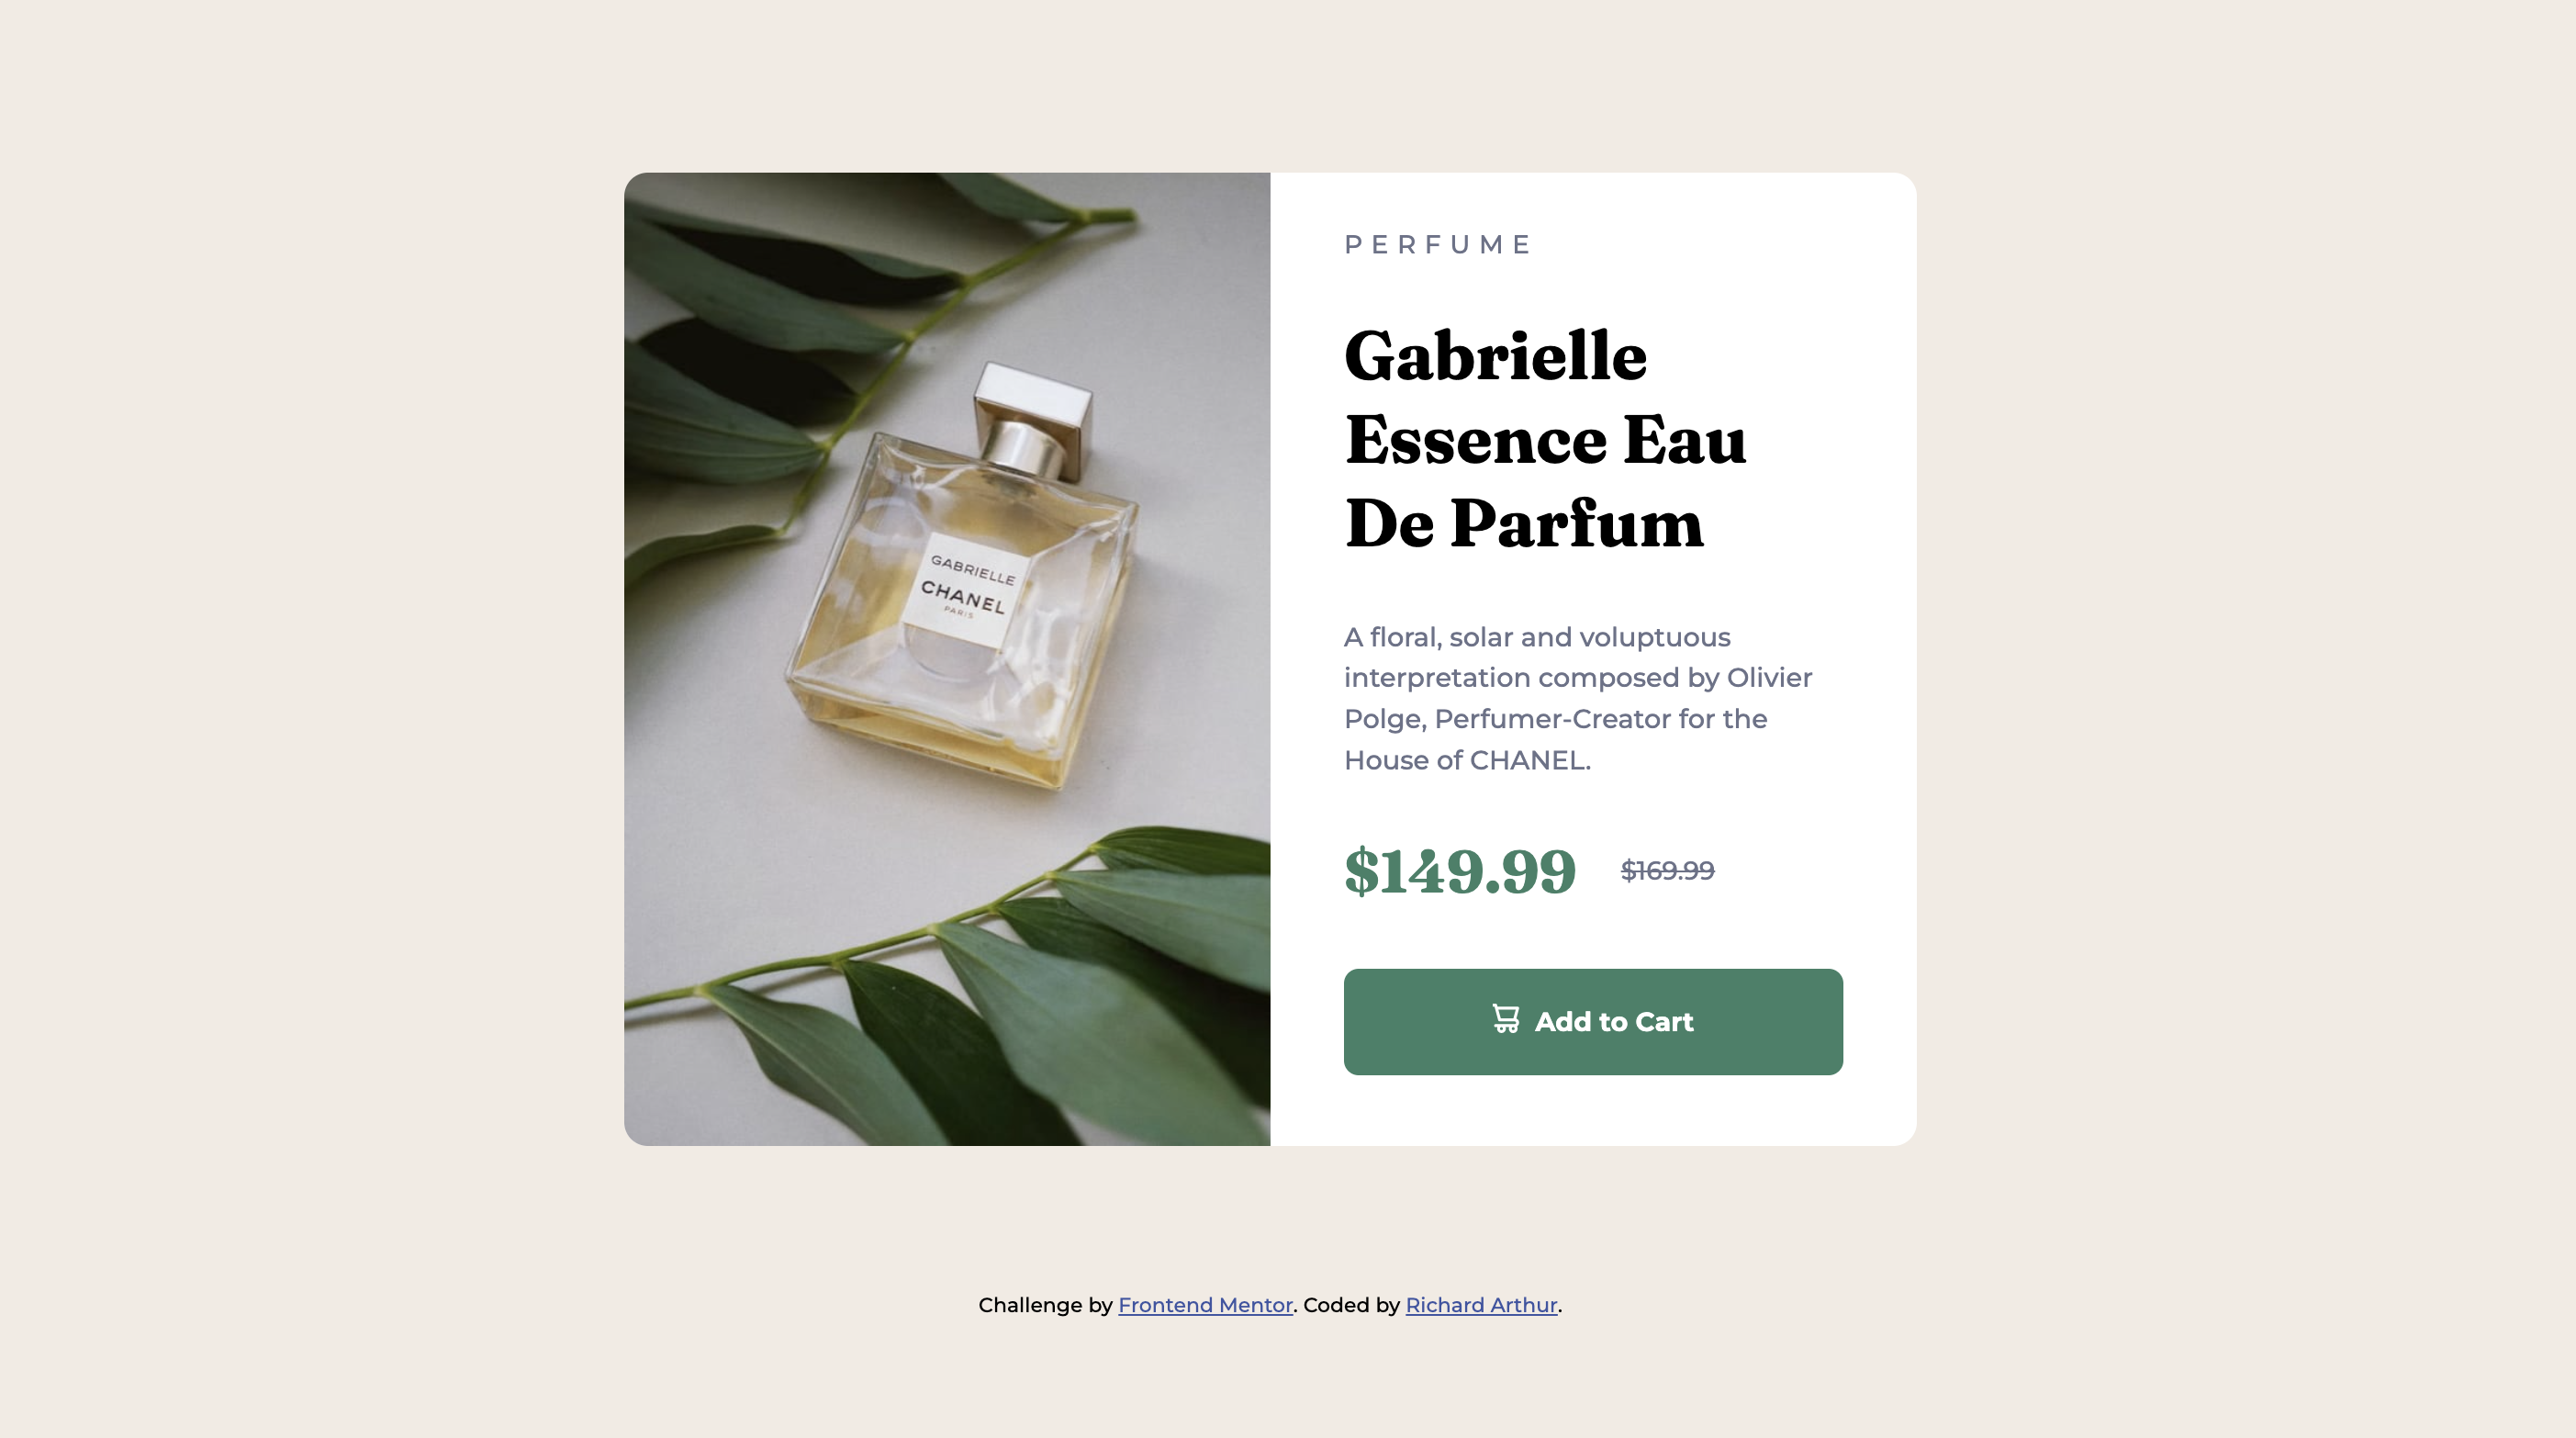 GABRIELLE
CHANEL
PARIS
PERFUME
Gabrielle
Essence Eau
De Parfum
A floral, solar and voluptuous
interpretation composed by Olivier
Polge, Perfumer-Creator for the
House of CHANEL.
$149.99 $169.99
Add to Cart
Challenge by Frontend Mentor. Coded by Richard Arthur.